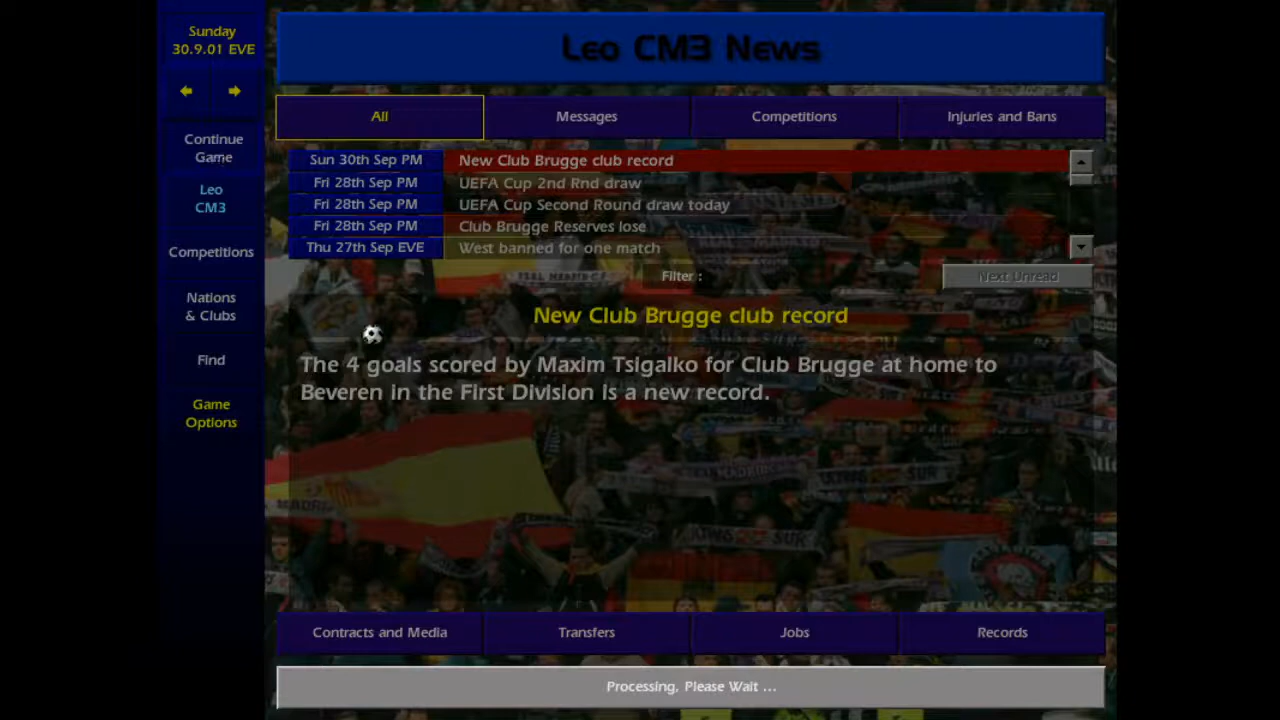 Sunday
30.9.01 EVE
Continue
Game
Leo
CM3
Competitions
Nations
& Clubs
Find
Game
Options
Leo CM3 News
All
Messages
Competitions
Injuries and Bans
Sun 30th Sep PM New Club Brugge club record
Fri 28th Sep PM UEFA Cup 2nd Rnd draw
Fri 28th Sep PM UEFA Cup Second Round draw today
Fri 28th Sep PM Club Brugge Reserves lose
Thu 27th Sep EVE West banned for one match
Filter :
Next Unread
New Club Brugge club record
The 4 goals scored by Maxim Tsigalko for Club Brugge at home to
Beveren in the First Division is a new record.
Contracts and Media
Transfers
Jobs
Records
Processing, Please Wait ...